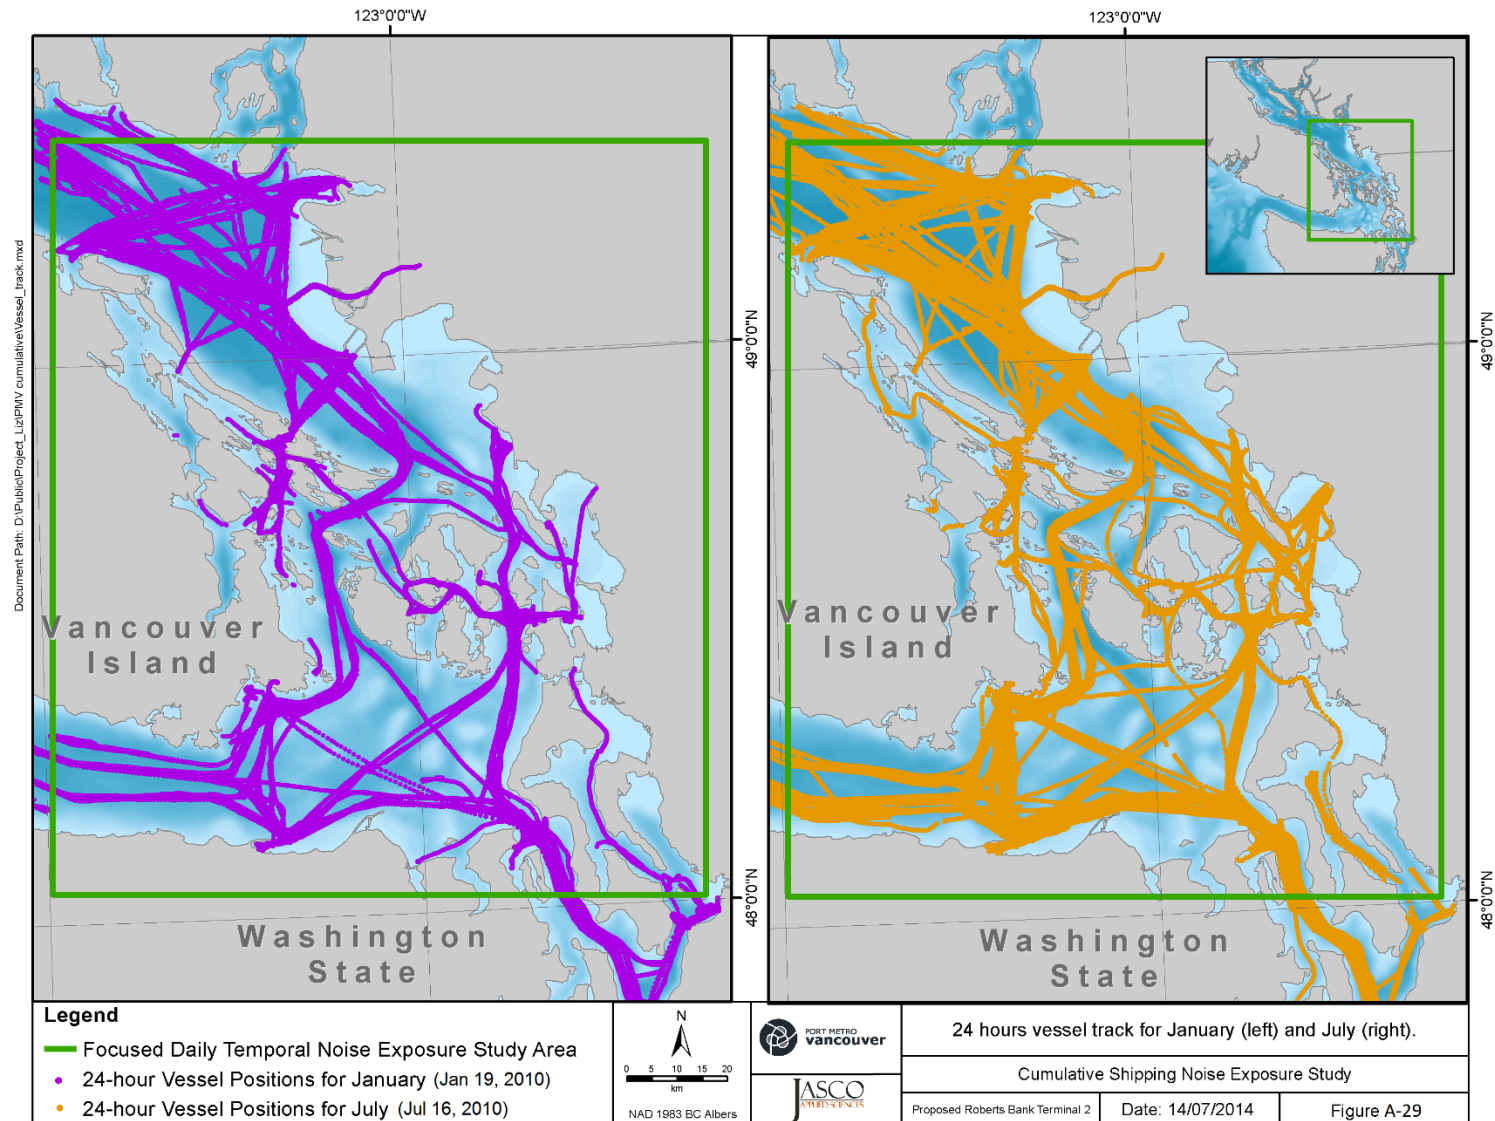 123°0'0"W
123°0'0"W
Document Path: D:\Public\Project_Liz\PMV cumulative\Vessel_track.mxd
49°0'0"N
49°0'0"N
Vancouver
Island
Vancouver
Island
48°0'0"N
48°0'0"N
Washington
State
Washington
State
Legend
Focused Daily Temporal Noise Exposure Study Area
24-hour Vessel Positions for January (Jan 19, 2010)
24-hour Vessel Positions for July (Jul 16, 2010)
N
0 5 10 15 20
km
NAD 1983 BC Albers
PORT METRO
vancouver
JASCO
APPLIED SCIENCES
24 hours vessel track for January (left) and July (right).
Cumulative Shipping Noise Exposure Study
Proposed Roberts Bank Terminal 2
Date: 14/07/2014
Figure A-29